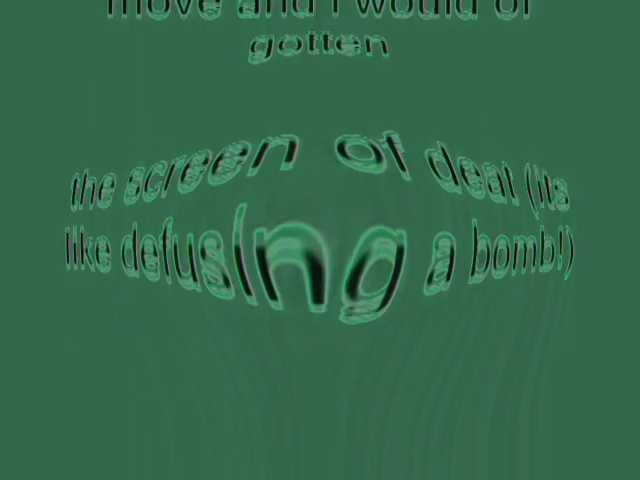 move and i would of
gotten
the screen of deat (its
like defusing a bomb!)